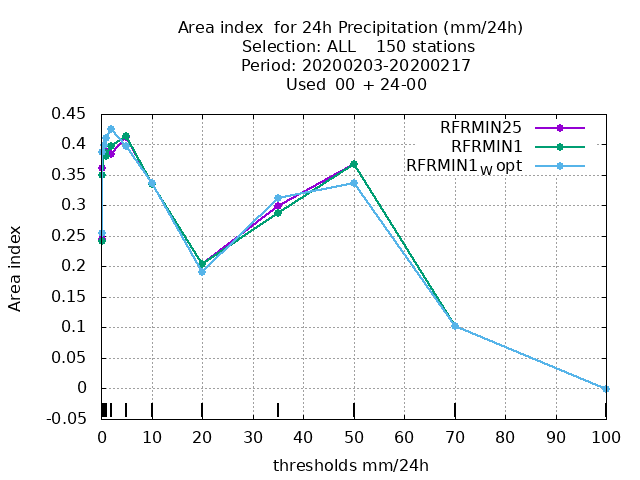 Area index  for 24h Precipitation (mm/24h)
Selection: ALL    150 stations
Period: 20200203-20200217
Used  00  + 24-00
RFRMIN25
RFRMIN1
RFRMIN1W opt
Area index
0.45
0.4
0.35
0.3
0.25
0.2
0.15
0.1
0.05
0
-0.05
0 10 20 30 40 50 60 70 80 90 100
thresholds mm/24h